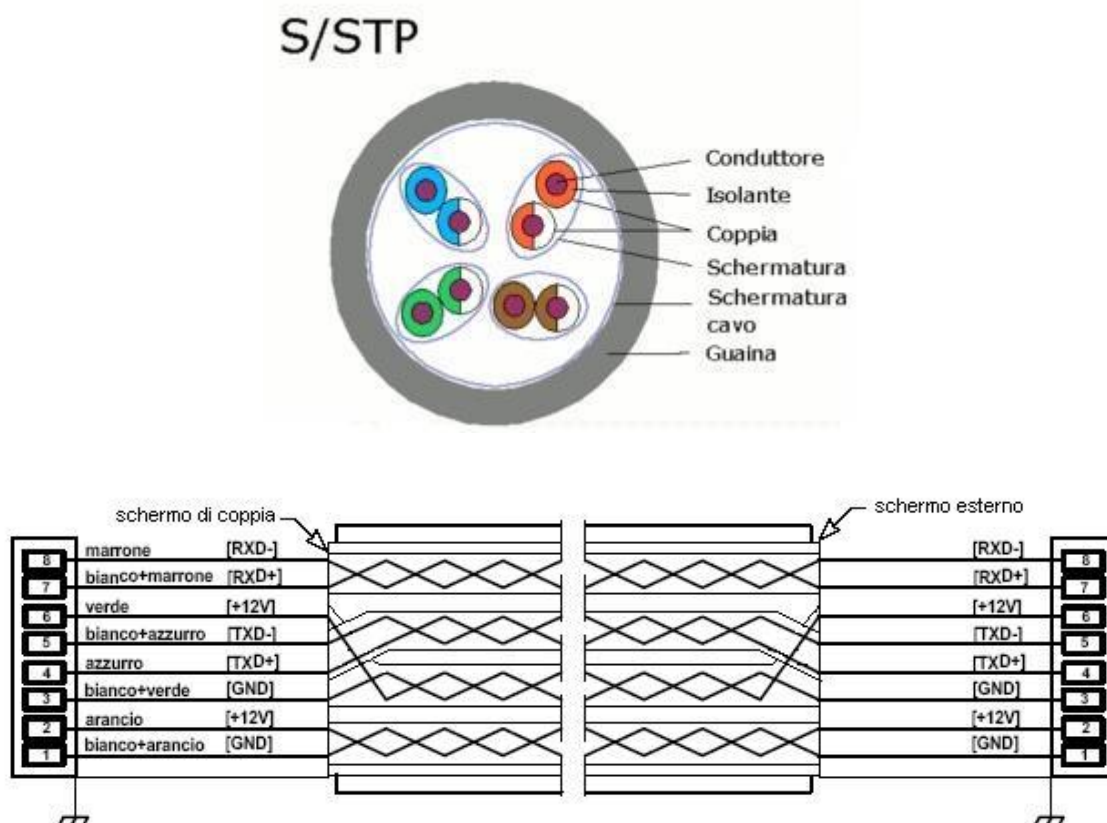 S/STP
Conduttore
Isolante
Coppia
Schermatura
Schermatura
cavo
Guaina
schermo di coppia
schermo esterno
8 marrone [RXD-] [RXD-] 8
7 bianco+marrone [RXD+] [RXD+] 7
6 verde [+12V] [+12V] 6
5 bianco+azzurro [TXD-] [TXD-] 5
4 azzurro [TXD+] [TXD+] 4
3 bianco+verde [GND] [GND] 3
2 arancio [+12V] [+12V] 2
1 bianco+arancio [GND] [GND] 1